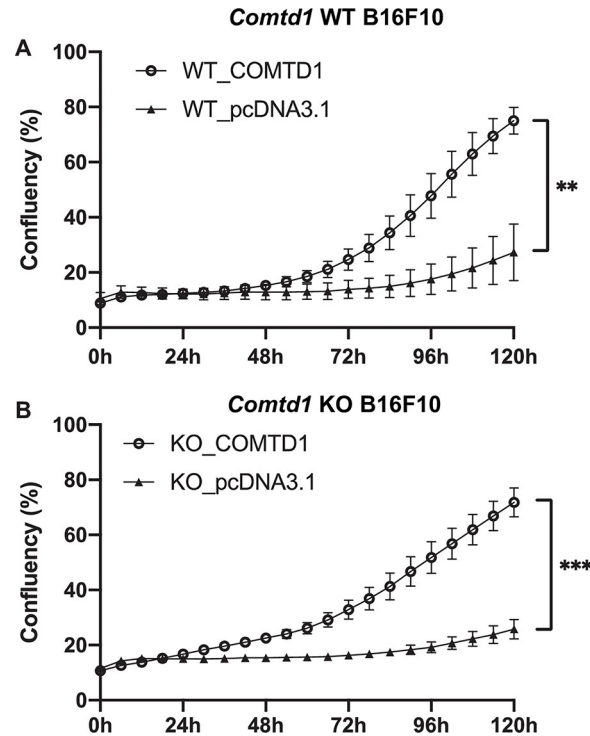 Comtd1 WT B16F10
A
WT_COMTD1
WT_pcDNA3.1
Confluency (%)
100
80
60
40
20
0
0h 24h 48h 72h 96h 120h
**
Comtd1 KO B16F10
B
KO_COMTD1
KO_pcDNA3.1
Confluency (%)
100
80
60
40
20
0
0h 24h 48h 72h 96h 120h
***